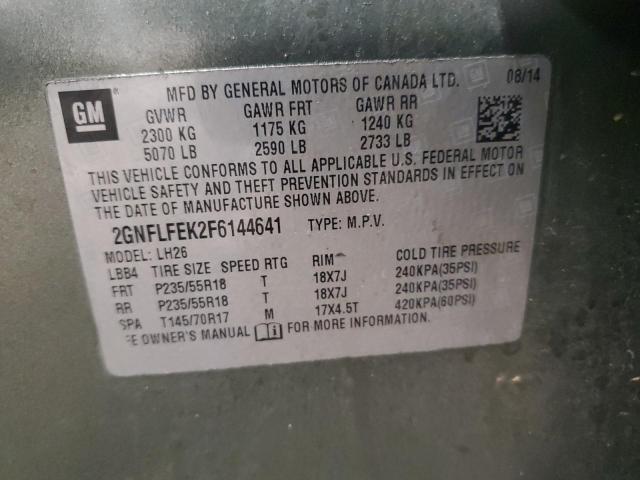 GM
MFD BY GENERAL MOTORS OF CANADA LTD. 08/14
GVWR GAWR FRT GAWR RR
2300 KG 1175 KG 1240 KG
5070 LB 2590 LB 2733 LB
THIS VEHICLE CONFORMS TO ALL APPLICABLE U.S. FEDERAL MOTOR
VEHICLE SAFETY AND THEFT PREVENTION STANDARDS IN EFFECT ON
THE DATE OF MANUFACTURE SHOWN ABOVE.
2GNFLFEK2F6144641 TYPE: M.P.V.
MODEL: LH26
LBB4 TIRE SIZE SPEED RTG RIM COLD TIRE PRESSURE
FRT P235/55R18 T 18X7J 240KPA(35PSI)
RR P235/55R18 T 18X7J 240KPA(35PSI)
SPA T145/70R17 M 17X4.5T 420KPA(60PSI)
EE OWNER'S MANUAL FOR MORE INFORMATION.